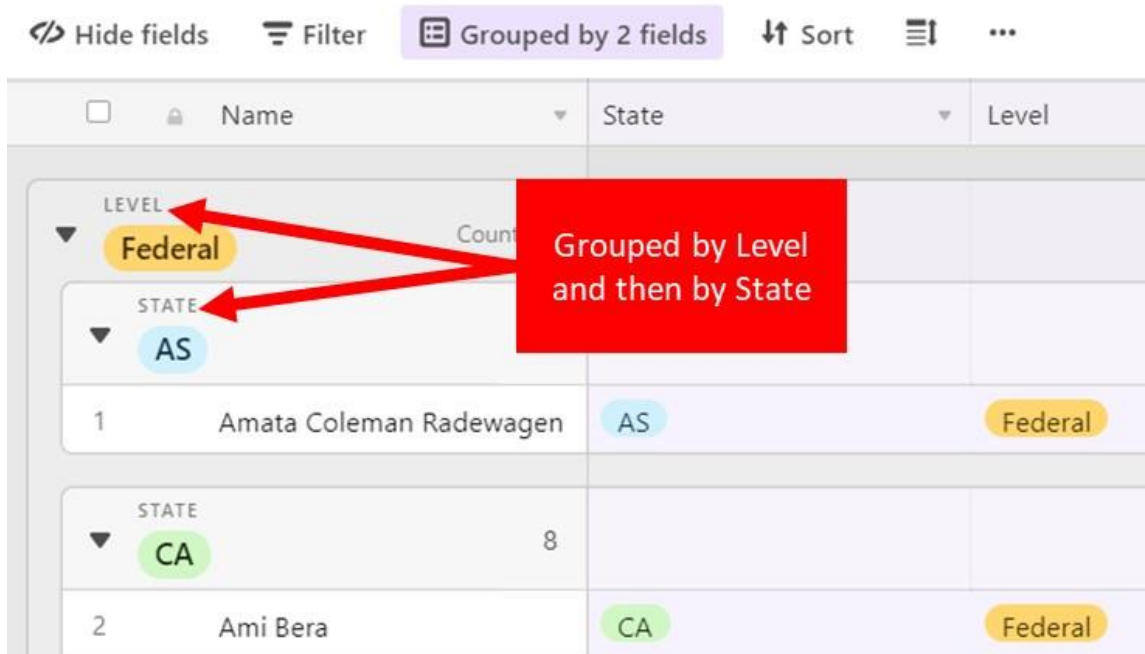 Hide fields Filter Grouped by 2 fields Sort
Name State Level
LEVEL
Federal Count
Grouped by Level
and then by State
STATE
AS
1 Amata Coleman Radewagen AS Federal
STATE
CA 8
2 Ami Bera CA Federal